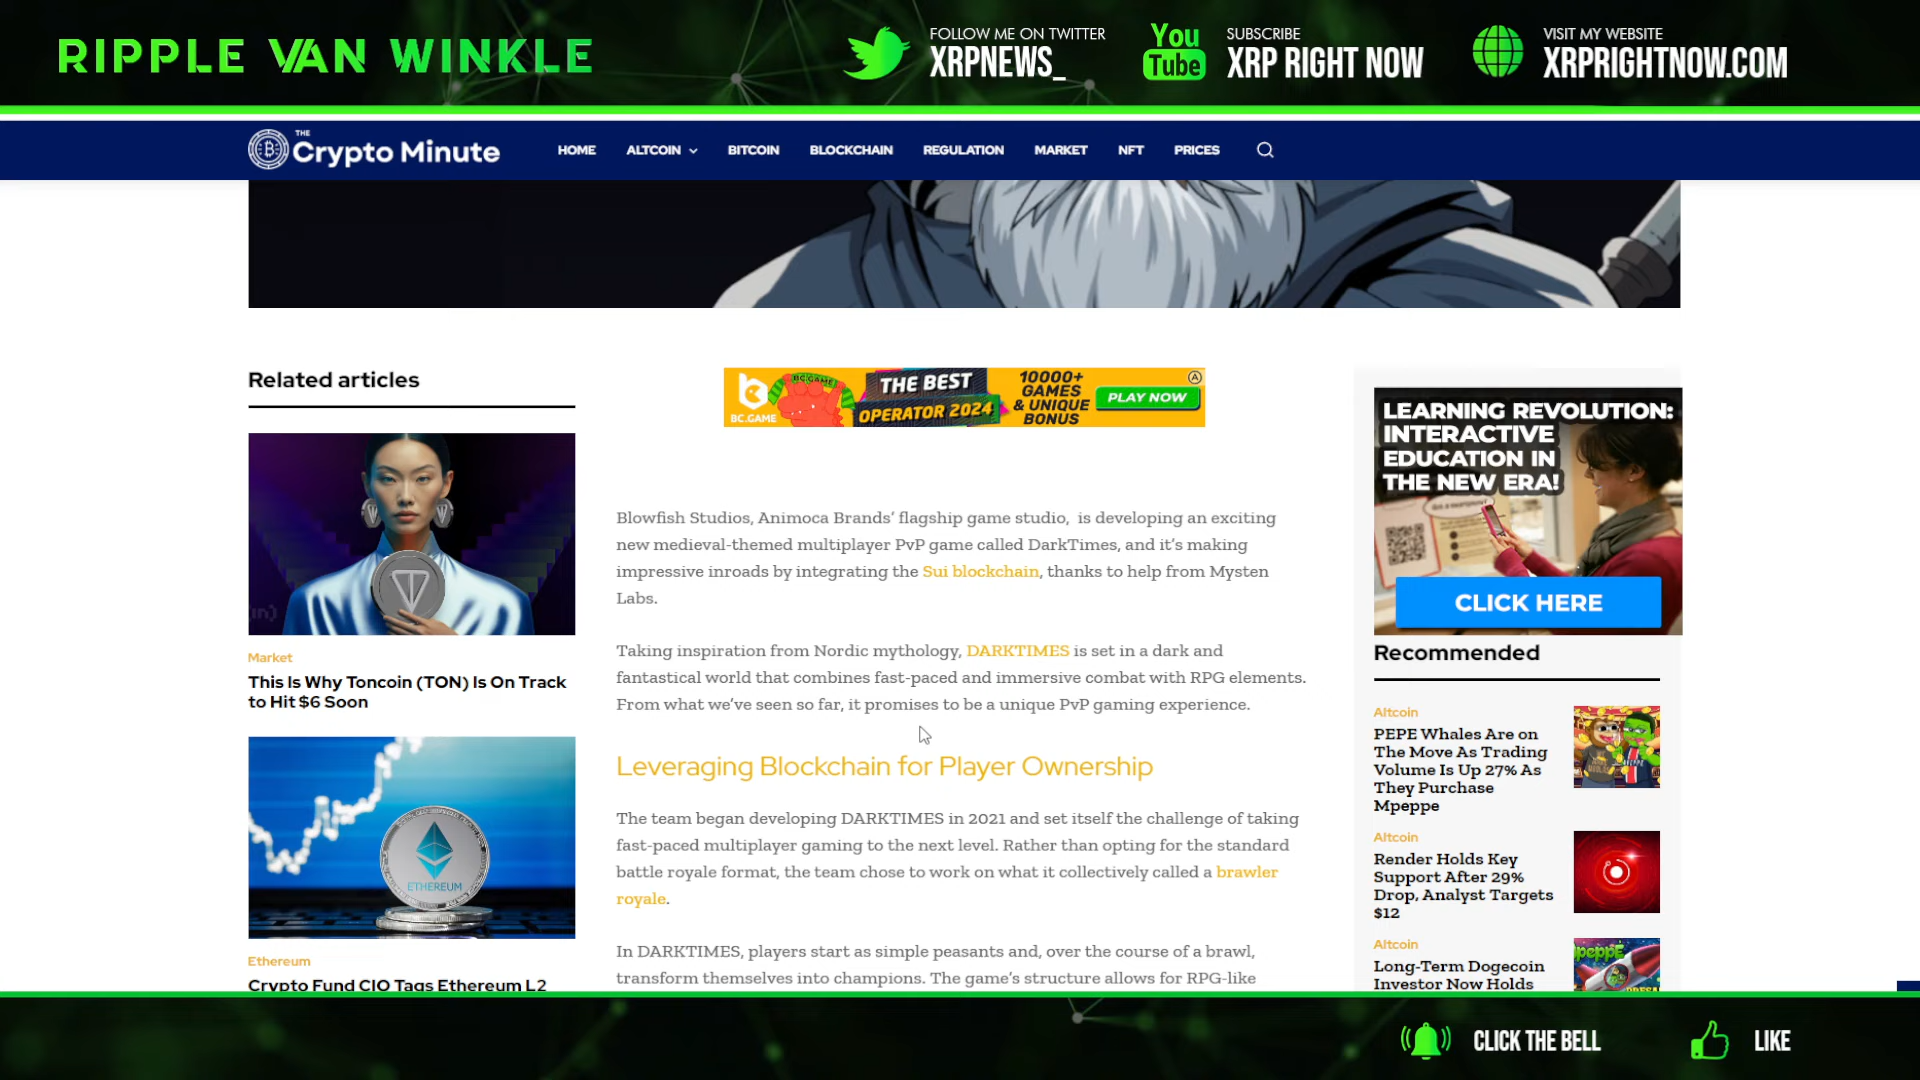 RIPPLE VAN WINKLE
FOLLOW ME ON TWITTER
XRPNEWS_
You
Tube
SUBSCRIBE
XRP RIGHT NOW
VISIT MY WEBSITE
XRPRIGHTNOW.COM
THE
Crypto Minute
HOME
ALTCOIN
BITCOIN
BLOCKCHAIN
REGULATION
MARKET
NFT
PRICES
Related articles
Market
This Is Why Toncoin (TON) Is On Track
to Hit $6 Soon
ETHEREUM
Ethereum
Crypto Fund CIO Tags Ethereum L2
BC.GAME
BC.GAME
THE BEST
OPERATOR 2024
10000+
GAMES
& UNIQUE
BONUS
PLAY NOW
Blowfish Studios, Animoca Brands’ flagship game studio,  is developing an exciting
new medieval-themed multiplayer PvP game called DarkTimes, and it’s making
impressive inroads by integrating the Sui blockchain, thanks to help from Mysten
Labs.
Taking inspiration from Nordic mythology, DARKTIMES is set in a dark and
fantastical world that combines fast-paced and immersive combat with RPG elements.
From what we’ve seen so far, it promises to be a unique PvP gaming experience.
Leveraging Blockchain for Player Ownership
The team began developing DARKTIMES in 2021 and set itself the challenge of taking
fast-paced multiplayer gaming to the next level. Rather than opting for the standard
battle royale format, the team chose to work on what it collectively called a brawler
royale.
In DARKTIMES, players start as simple peasants and, over the course of a brawl,
transform themselves into champions. The game’s structure allows for RPG-like
LEARNING REVOLUTION:
INTERACTIVE
EDUCATION IN
THE NEW ERA!
CLICK HERE
Recommended
Altcoin
PEPE Whales Are on
The Move As Trading
Volume Is Up 27% As
They Purchase
Mpeppe
Altcoin
Render Holds Key
Support After 29%
Drop, Analyst Targets
$12
Altcoin
Long-Term Dogecoin
Investor Now Holds
CLICK THE BELL
LIKE